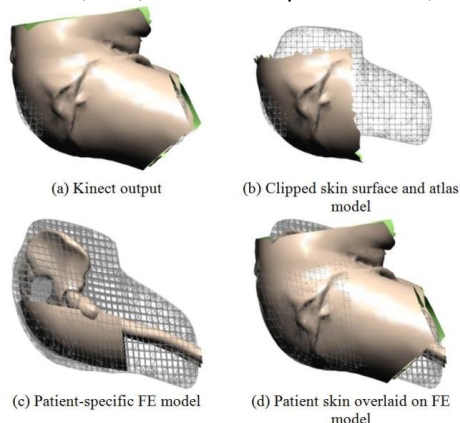 (a) Kinect output
(b) Clipped skin surface and atlas
model
(c) Patient-specific FE model
(d) Patient skin overlaid on FE
model